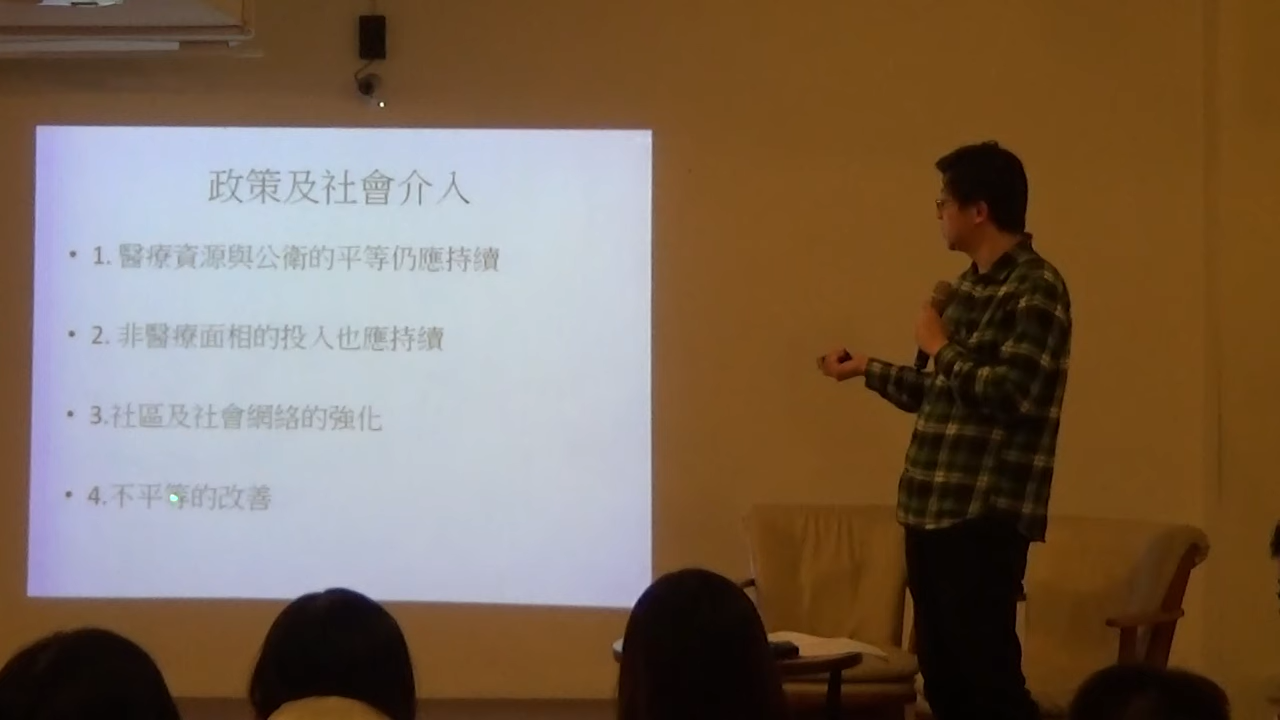 政策及社會介入
• 1. 醫療資源與公衛的平等仍應持續
• 2. 非醫療面相的投入也應持續
• 3.社區及社會網絡的強化
• 4.不平等的改善